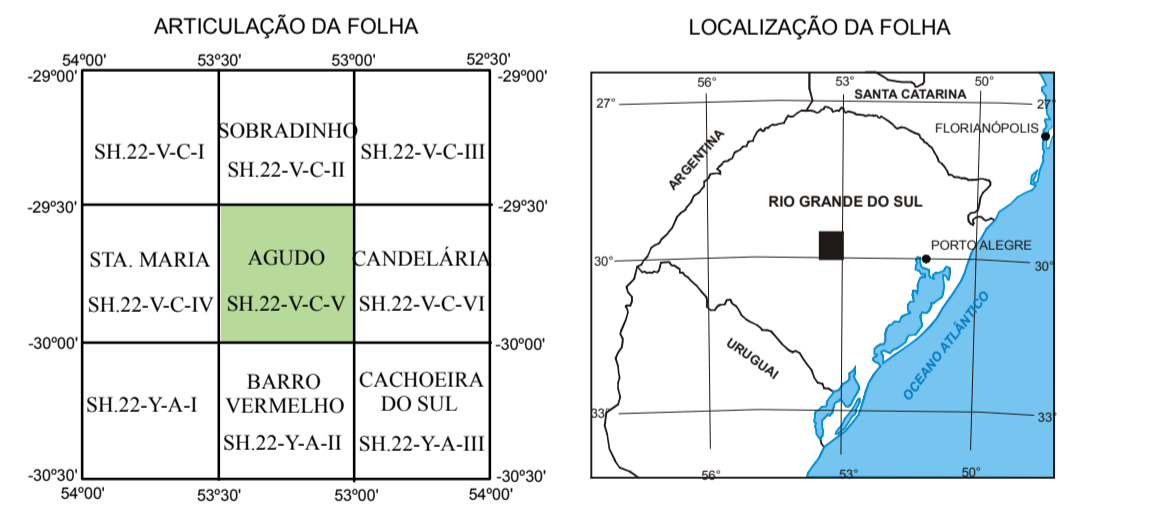 ARTICULAÇÃO DA FOLHA
54º00' 53º30' 53º00' 52º30'
-29º00' -29º00'
SH.22-V-C-I
SOBRADINHO
SH.22-V-C-II
SH.22-V-C-III
-29º30' -29º30'
STA. MARIA
SH.22-V-C-IV
AGUDO
SH.22-V-C-V
CANDELÁRIA
SH.22-V-C-VI
-30º00' -30º00'
SH.22-Y-A-I
BARRO
VERMELHO
SH.22-Y-A-II
CACHOEIRA
DO SUL
SH.22-Y-A-III
-30º30' -30º30'
54º00' 53º30' 53º00' 54º00'
LOCALIZAÇÃO DA FOLHA
56° 53° 50°
SANTA CATARINA
27° 27°
FLORIANÓPOLIS
ARGENTINA
RIO GRANDE DO SUL
PORTO ALEGRE
30° 30°
OCEANO ATLÂNTICO
URUGUAI
33° 33°
56° 53° 50°